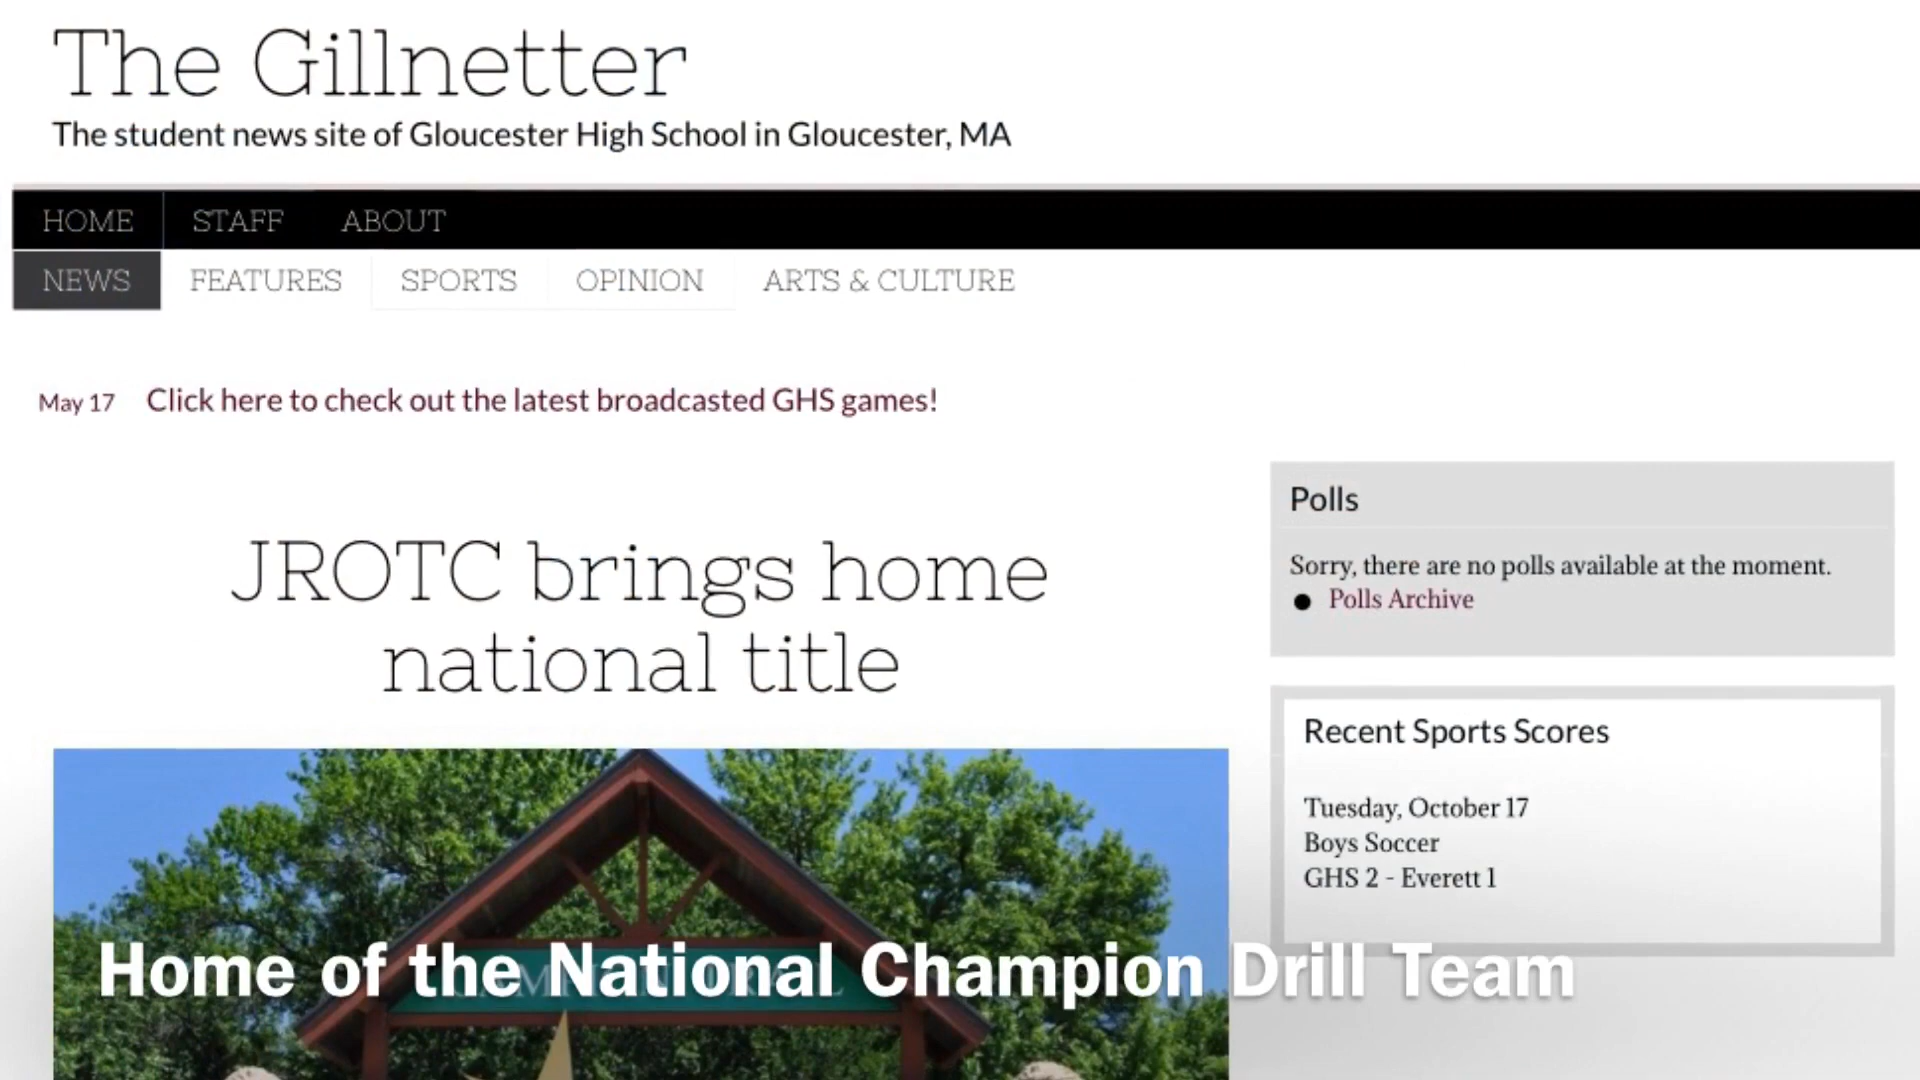 The Gillnetter
The student news site of Gloucester High School in Gloucester, MA
HOME STAFF ABOUT
NEWS FEATURES SPORTS OPINION ARTS & CULTURE
May 17 Click here to check out the latest broadcasted GHS games!
JROTC brings home
national title
Polls
Sorry, there are no polls available at the moment.
● Polls Archive
Recent Sports Scores
Tuesday, October 17
Boys Soccer
GHS 2 - Everett 1
Home of the National Champion Drill Team